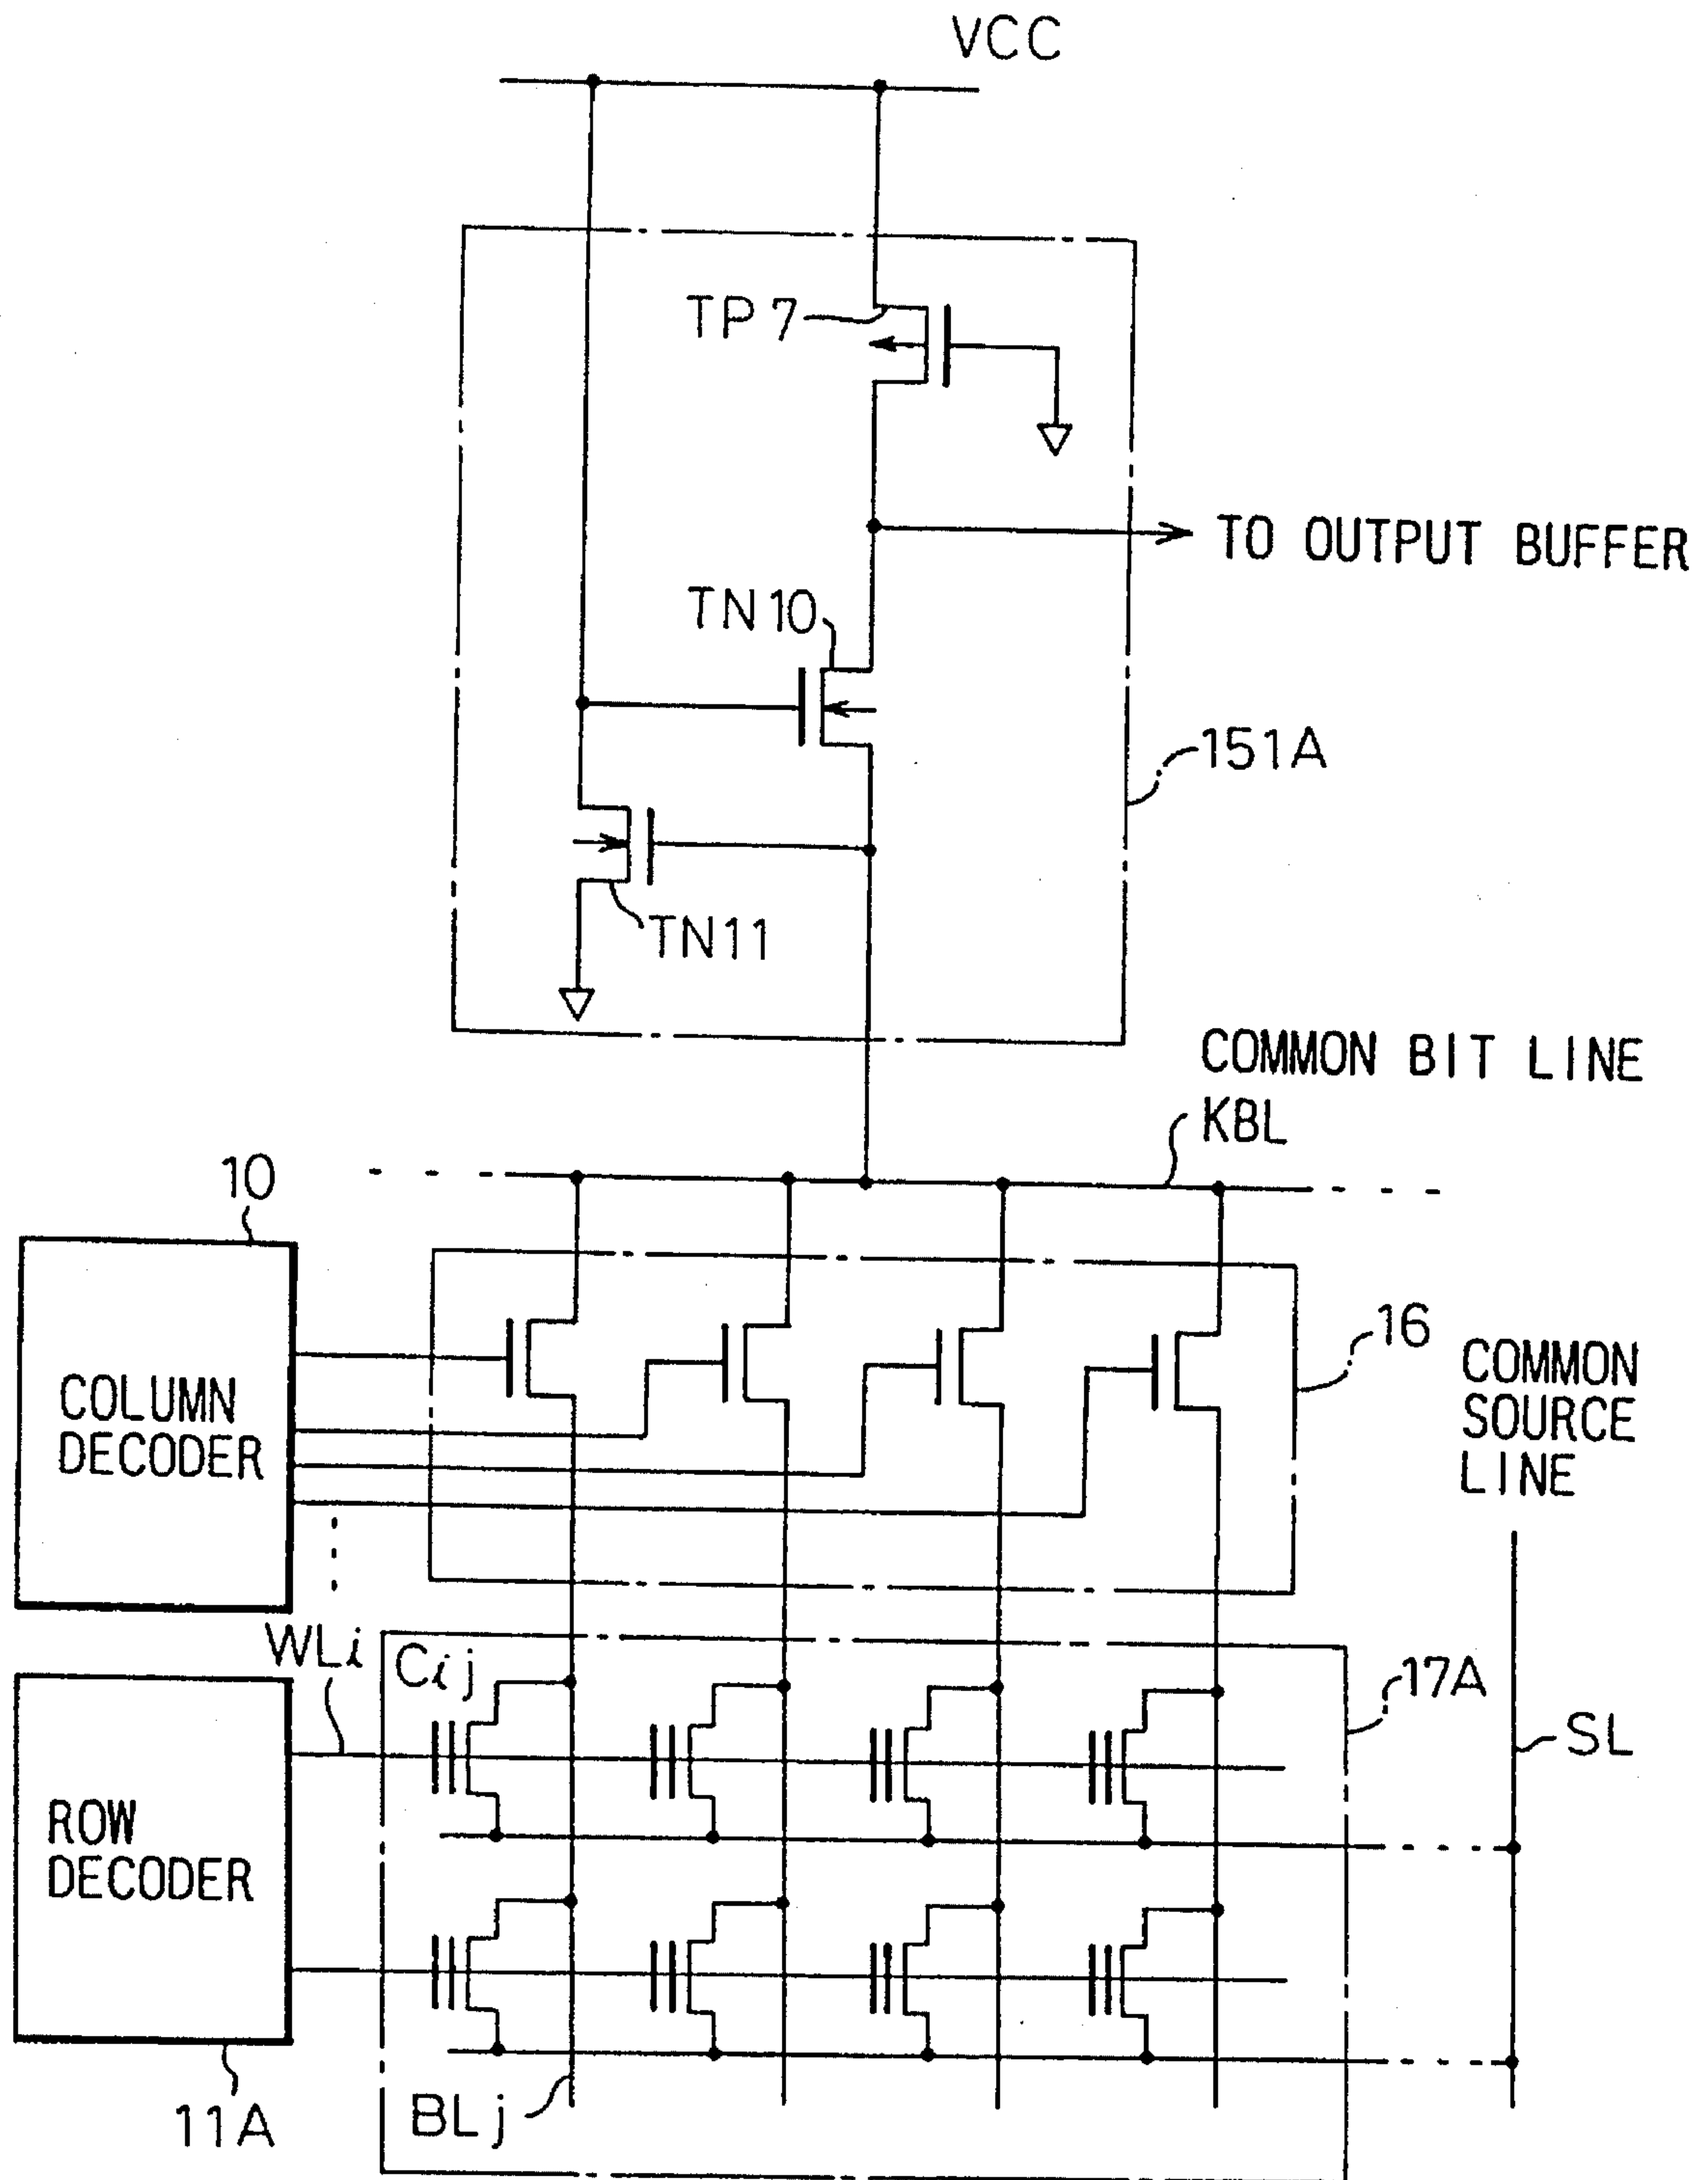 VCC
TP7
TO OUTPUT BUFFER
TN10
151A
TN11
COMMON BIT LINE
KBL
10
16
COLUMN
DECODER
COMMON
SOURCE
LINE
WLi
Cij
17A
SL
ROW
DECODER
BLj
11A